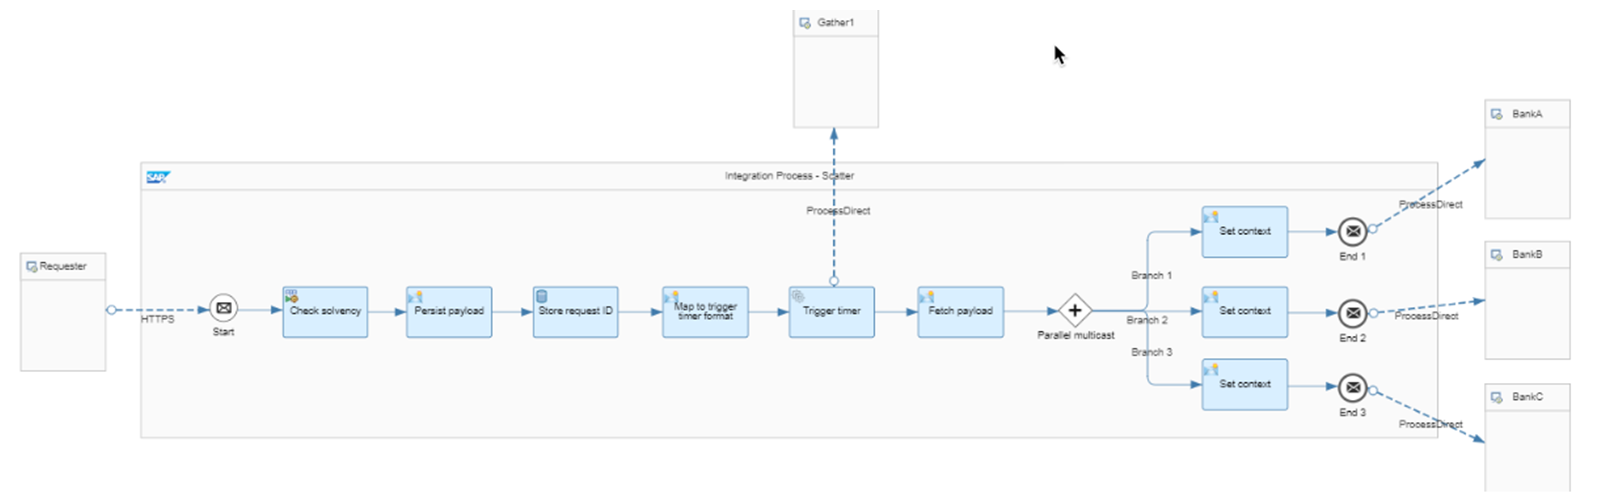 Gather1
BankA
SAP
Integration Process - Scatter
ProcessDirect
ProcessDirect
Set context
End 1
BankB
Requester
Branch 1
HTTPS
Start
Check solvency
Persist payload
Store request ID
Map to trigger
timer format
Trigger timer
Fetch payload
Parallel multicast
Branch 2
Set context
End 2
ProcessDirect
Branch 3
Set context
End 3
BankC
ProcessDirect